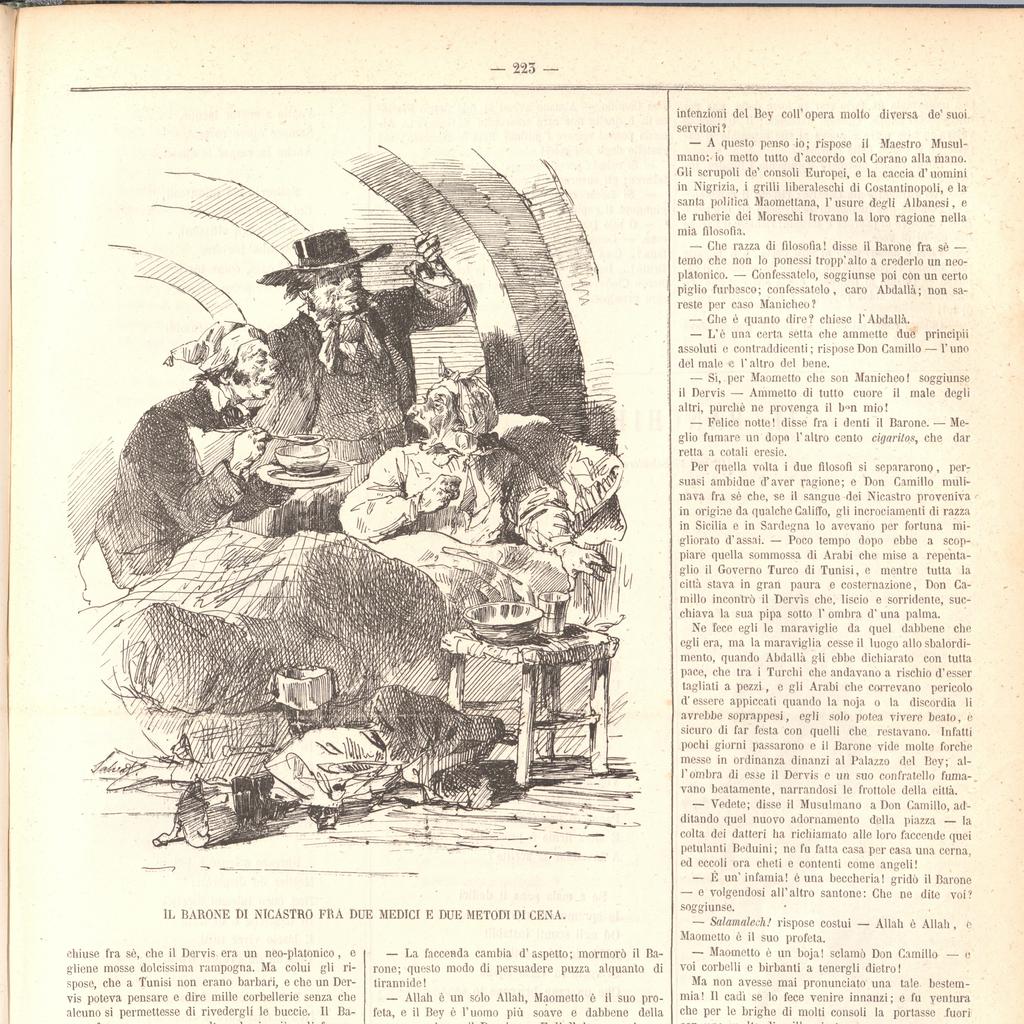 — 223 —
IL BARONE DI NICASTRO FRA DUE MEDICI E DUE METODI DI CENA.
chiuse fra sè, che il Dervis era un neo-platonico, e
gliene mosse dolcissima rampogna. Ma colui gli ri-
spose, che a Tunisi non erano barbari, e che un Der-
vis poteva pensare e dire mille corbellerie senza che
alcuno si permettesse di rivedergli le buccie. Il Ba-
— La faccenda cambia d'aspetto; mormorò il Ba-
rone; questo modo di persuadere puzza alquanto di
tirannide!
— Allah è un solo Allah, Maometto è il suo pro-
feta, e il Bey è l'uomo più soave e dabbene della
intenzioni del Bey coll'opera molto diversa de' suoi
servitori?
— A questo penso io; rispose il Maestro Musul-
mano: io metto tutto d'accordo col Corano alla mano.
Gli scrupoli de' consoli Europei, e la caccia d'uomini
in Nigrizia, i grilli liberaleschi di Costantinopoli, e la
santa politica Maomettana, l'usure degli Albanesi, e
le ruberie dei Moreschi trovano la loro ragione nella
mia filosofia.
— Che razza di filosofia! disse il Barone fra sè —
temo che non lo ponessi tropp'alto a crederlo un neo-
platonico. — Confessatelo, soggiunse poi con un certo
piglio furbesco; confessatelo, caro Abdallà; non sa-
reste per caso Manicheo?
— Che è quanto dire? chiese l'Abdallà.
— L'è una certa setta che ammette due principii
assoluti e contraddicenti; rispose Don Camillo — l'uno
del male e l'altro del bene.
— Sì, per Maometto che son Manicheo! soggiunse
il Dervis — Ammetto di tutto cuore il male degli
altri, purchè ne provenga il ben mio!
— Felice notte! disse fra i denti il Barone. — Me-
glio fumare un dopo l'altro cento cigaritos, che dar
retta a cotali eresie.
Per quella volta i due filosofi si separarono, per-
suasi ambidue d'aver ragione; e Don Camillo muli-
nava fra sè che, se il sangue dei Nicastro proveniva
in origine da qualche Califfo, gli incrociamenti di razza
in Sicilia e in Sardegna lo avevano per fortuna mi-
gliorato d'assai. — Poco tempo dopo ebbe a scop-
piare quella sommossa di Arabi che mise a repenta-
glio il Governo Turco di Tunisi, e mentre tutta la
città stava in gran paura e costernazione, Don Ca-
millo incontrò il Dervis che, liscio e sorridente, suc-
chiava la sua pipa sotto l'ombra d'una palma.
Ne fece egli le maraviglie da quel dabbene che
egli era, ma la maraviglia cesse il luogo allo sbalordi-
mento, quando Abdallà gli ebbe dichiarato con tutta
pace, che tra i Turchi che andavano a rischio d'esser
tagliati a pezzi, e gli Arabi che correvano pericolo
d'essere appiccati quando la noja o la discordia li
avrebbe soprappesi, egli solo potea vivere beato, e
sicuro di far festa con quelli che restavano. Infatti
pochi giorni passarono e il Barone vide molte forche
messe in ordinanza dinanzi al Palazzo del Bey; al-
l'ombra di esse il Dervis e un suo confratello fuma-
vano beatamente, narrandosi le frottole della città.
— Vedete; disse il Musulmano a Don Camillo, ad-
ditando quel nuovo adornamento della piazza — la
colta dei datteri ha richiamato alle loro faccende quei
petulanti Beduini; ne fu fatta casa per casa una cerna,
ed eccoli ora cheti e contenti come angeli!
— È un' infamia! è una beccheria! gridò il Barone
— e volgendosi all'altro santone: Che ne dite voi?
soggiunse.
— Salamalech! rispose costui — Allah è Allah, e
Maometto è il suo profeta.
— Maometto è un boja! sclamò Don Camillo — e
voi corbelli e birbanti a tenergli dietro!
Ma non avesse mai pronunciato una tale bestem-
mia! Il cadì se lo fece venire innanzi; e fu ventura
che per le brighe di molti consoli la portasse fuori